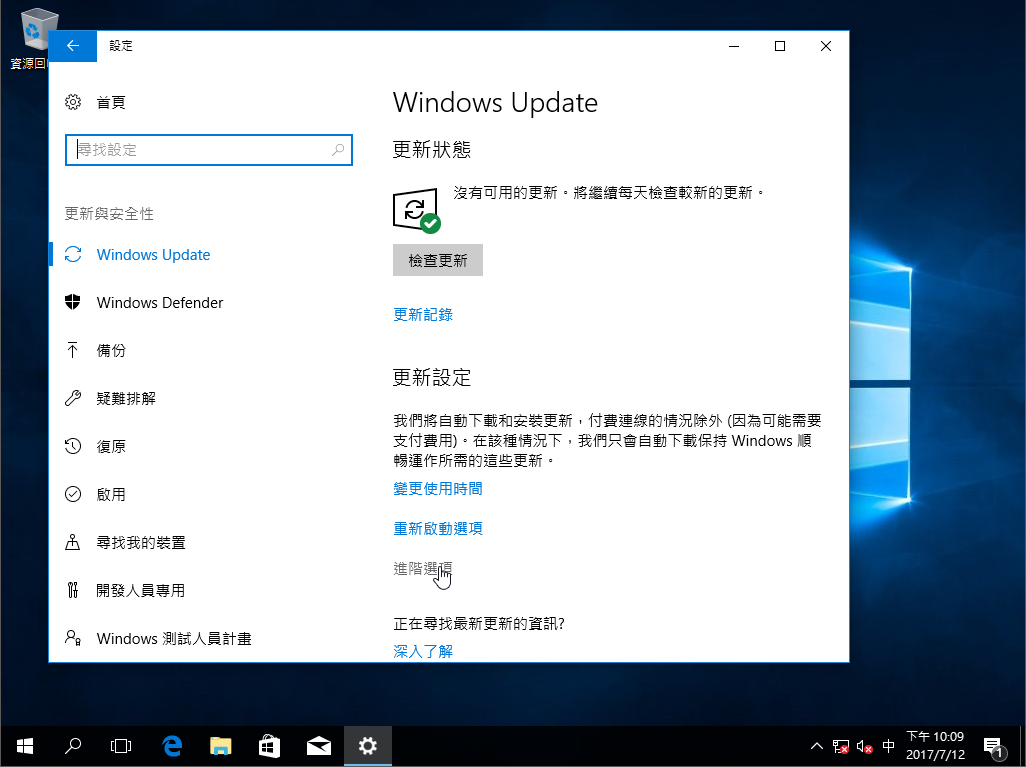 資源回
設定
首頁
尋找設定
更新與安全性
Windows Update
Windows Defender
備份
疑難排解
復原
啟用
尋找我的裝置
開發人員專用
Windows 測試人員計畫
Windows Update
更新狀態
沒有可用的更新。將繼續每天檢查較新的更新。
檢查更新
更新記錄
更新設定
我們將自動下載和安裝更新，付費連線的情況除外 (因為可能需要
支付費用)。在該種情況下，我們只會自動下載保持 Windows 順
暢運作所需的這些更新。
變更使用時間
重新啟動選項
進階選項
正在尋找最新更新的資訊?
深入了解
中
下午 10:09
2017/7/12
1